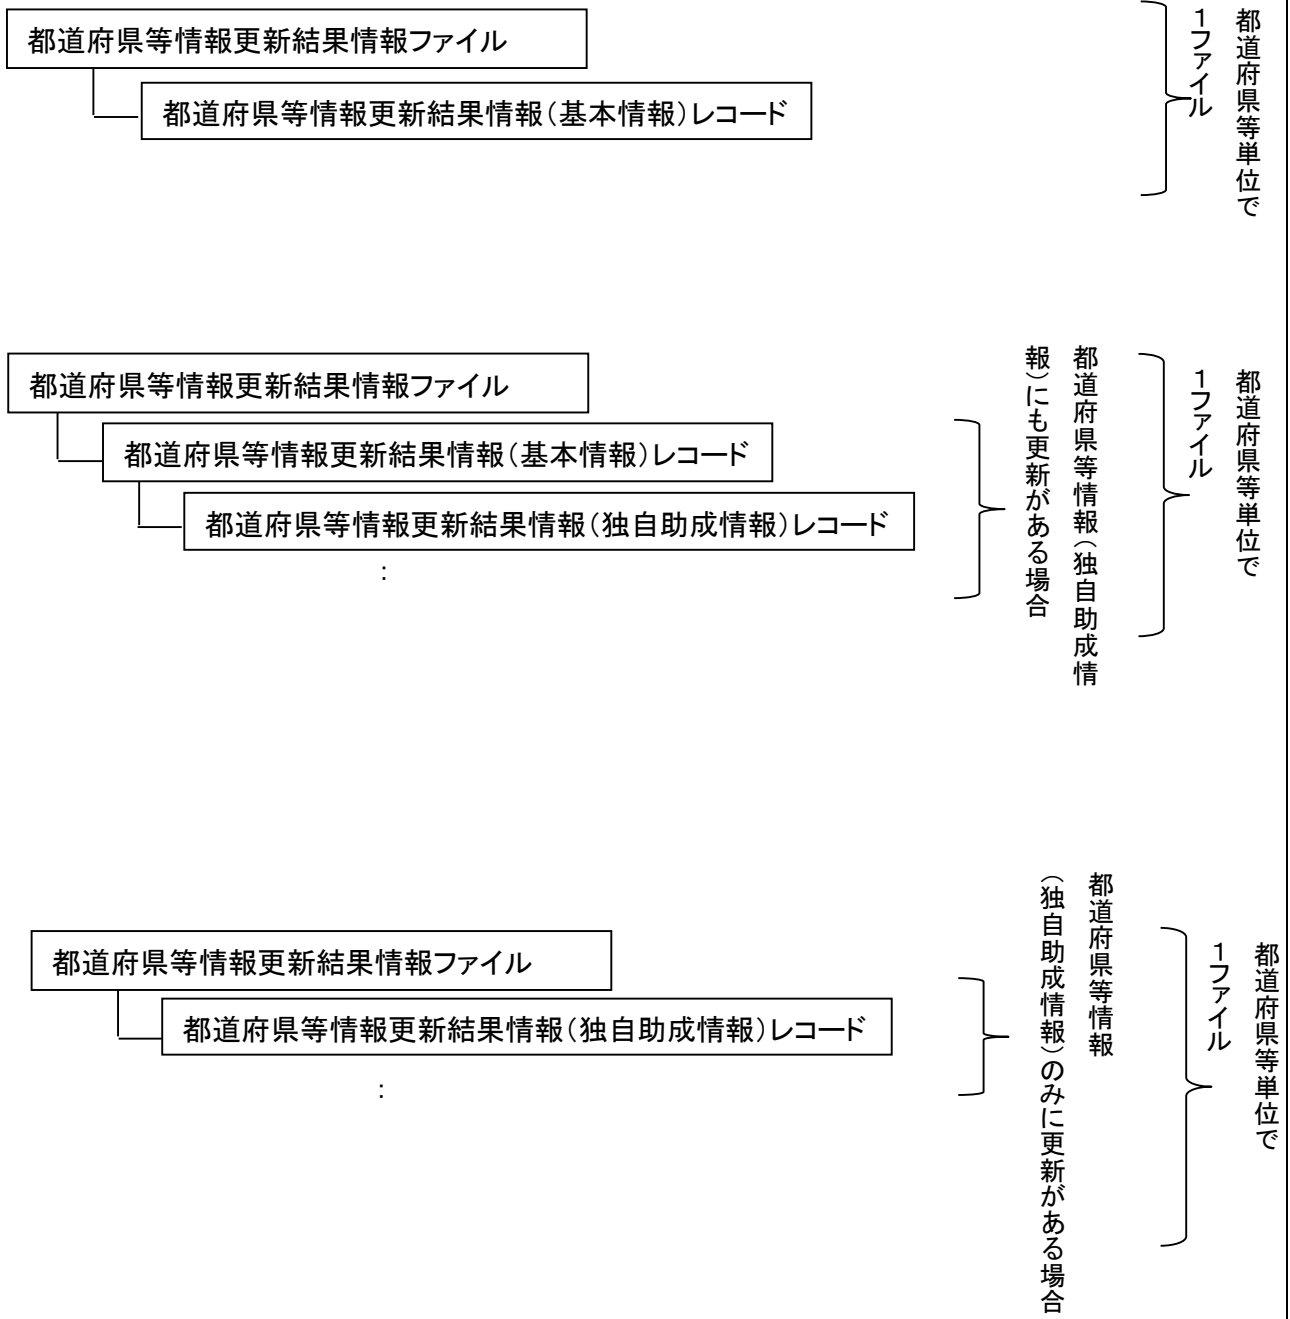 都道府県等情報更新結果情報ファイル
都道府県等情報更新結果情報（基本情報）レコード
都道府県等単位で
1ファイル
都道府県等情報更新結果情報ファイル
都道府県等情報更新結果情報（基本情報）レコード
都道府県等情報更新結果情報（独自助成情報）レコード
：
都道府県等情報（独自助成情
報）にも更新がある場合
都道府県等単位で
1ファイル
都道府県等情報更新結果情報ファイル
都道府県等情報更新結果情報（独自助成情報）レコード
：
都道府県等情報
（独自助成情報）のみに更新がある場合
都道府県等単位で
1ファイル